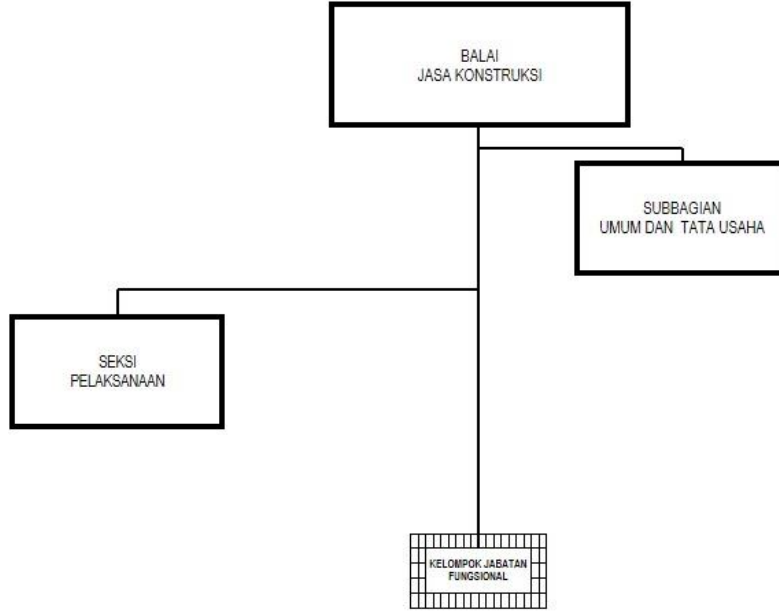 BALAI
JASA KONSTRUKSI
SUBBAGIAN
UMUM DAN TATA USAHA
SEKSI
PELAKSANAAN
KELOMPOK JABATAN
FUNGSIONAL